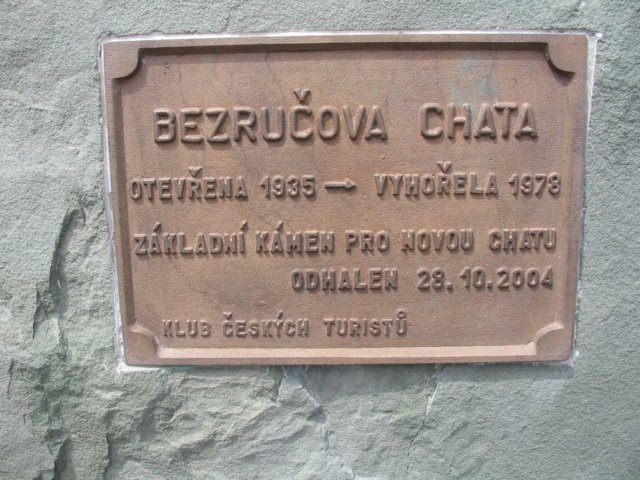 BEZRUČOVA CHATA
OTEVŘENA 1935 → VYHOŘELA 1978
ZÁKLADNÍ KÁMEN PRO NOVOU CHATU
ODHALEN 28.10.2004
KLUB ČESKÝCH TURISTŮ